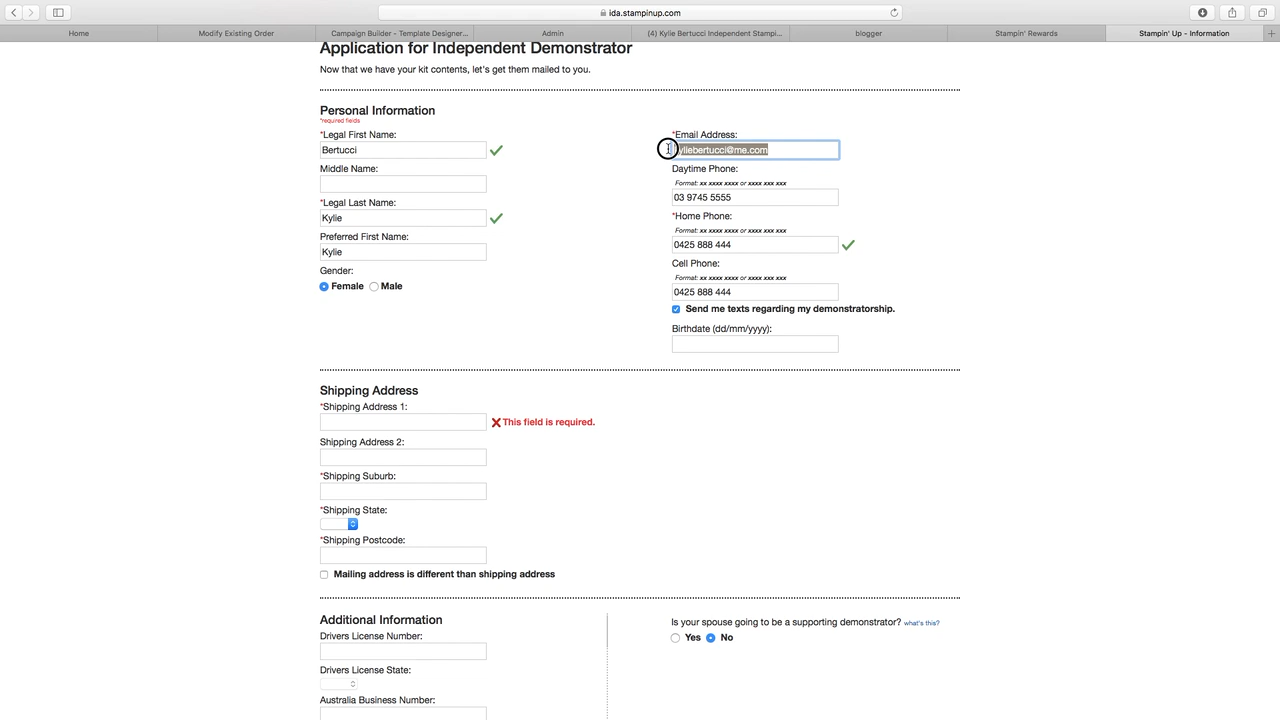 ida.stampinup.com
Home
Modify Existing Order
Campaign Builder - Template Designer...
Admin
(4) Kylie Bertucci Independent Stampi...
blogger
Stampin' Rewards
Stampin' Up - Information
Application for Independent Demonstrator
Now that we have your kit contents, let's get them mailed to you.
Personal Information
*required fields
*Legal First Name:
Bertucci
Middle Name:
*Legal Last Name:
Kylie
Preferred First Name:
Kylie
Gender:
Female Male
*Email Address:
kyliebertucci@me.com
Daytime Phone:
Format: xx xxxx xxxx or xxxx xxx xxx
03 9745 5555
*Home Phone:
Format: xx xxxx xxxx or xxxx xxx xxx
0425 888 444
Cell Phone:
Format: xx xxxx xxxx or xxxx xxx xxx
0425 888 444
Send me texts regarding my demonstratorship.
Birthdate (dd/mm/yyyy):
Shipping Address
*Shipping Address 1:
This field is required.
Shipping Address 2:
*Shipping Suburb:
*Shipping State:
*Shipping Postcode:
Mailing address is different than shipping address
Additional Information
Drivers License Number:
Drivers License State:
Australia Business Number:
Is your spouse going to be a supporting demonstrator? what's this?
Yes No